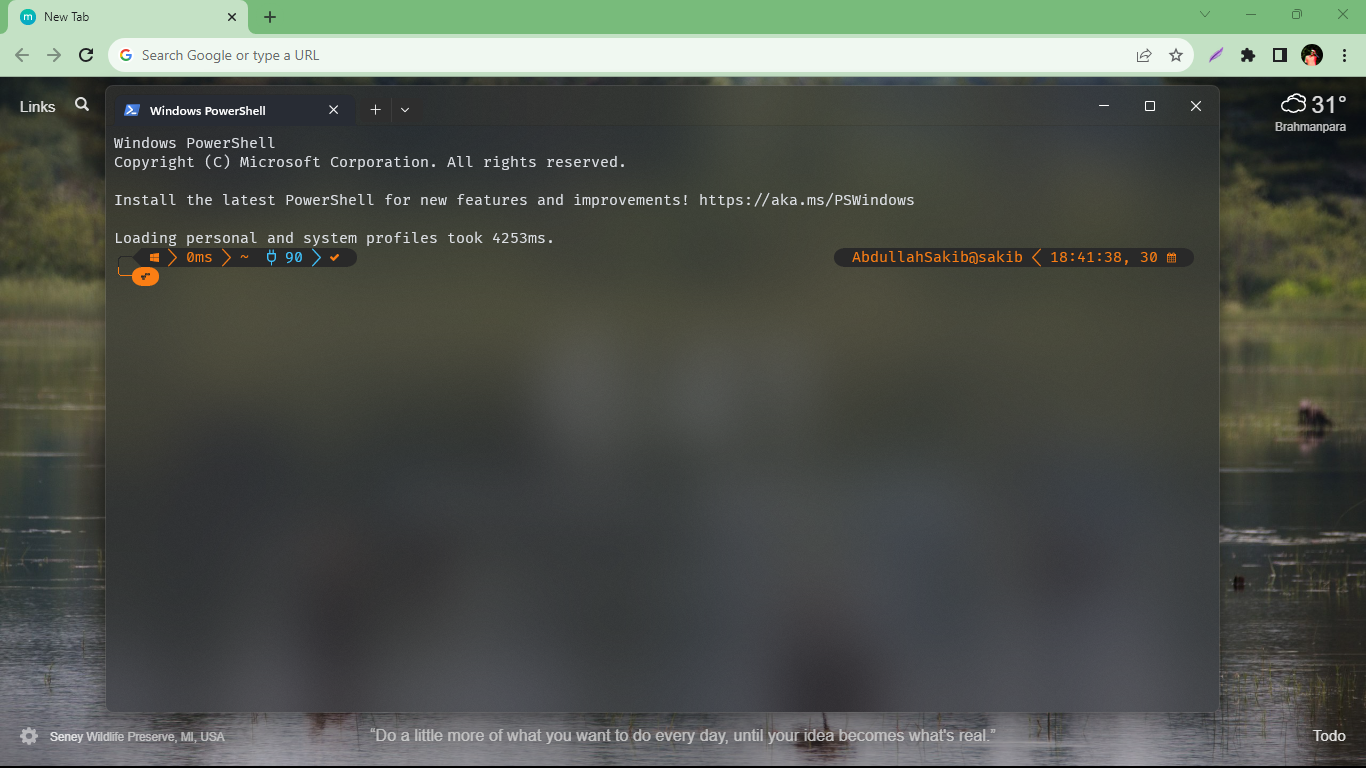 m New Tab
Search Google or type a URL
Links
31°
Brahmanpara
Windows PowerShell
Windows PowerShell
Copyright (C) Microsoft Corporation. All rights reserved.
Install the latest PowerShell for new features and improvements! https://aka.ms/PSWindows
Loading personal and system profiles took 4253ms.
0ms ~ 90 AbdullahSakib@sakib 18:41:38, 30
Seney Wildlife Preserve, MI, USA
“Do a little more of what you want to do every day, until your idea becomes what's real.”
Todo